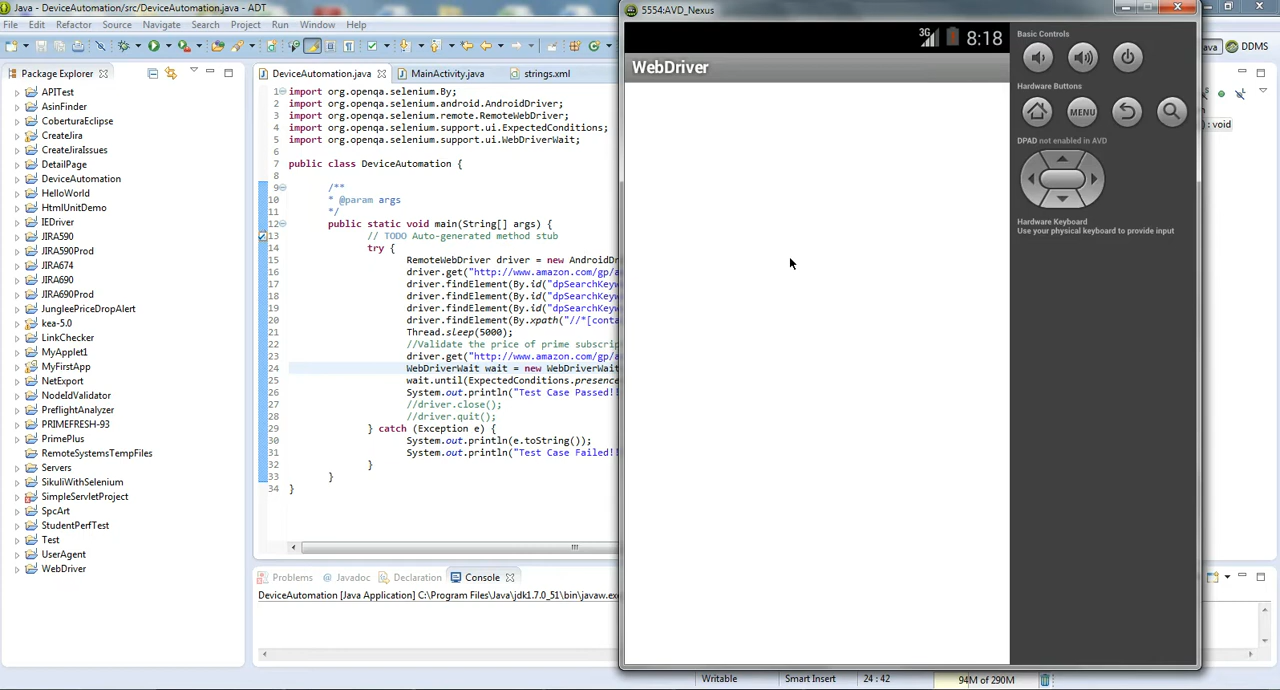 Java - DeviceAutomation/src/DeviceAutomation.java - ADT
File Edit Refactor Source Navigate Search Project Run Window Help
Package Explorer
APITest
AsinFinder
CoberturaEclipse
CreateJira
CreateJiraIssues
DetailPage
DeviceAutomation
HelloWorld
HtmlUnitDemo
IEDriver
JIRA590
JIRA590Prod
JIRA674
JIRA690
JIRA690Prod
JungleePriceDropAlert
kea-5.0
LinkChecker
MyApplet1
MyFirstApp
NetExport
NodeIdValidator
PreflightAnalyzer
PRIMEFRESH-93
PrimePlus
RemoteSystemsTempFiles
Servers
SikuliWithSelenium
SimpleServletProject
SpcArt
StudentPerfTest
Test
UserAgent
WebDriver
DeviceAutomation.java MainActivity.java strings.xml
1 import org.openqa.selenium.By;
2 import org.openqa.selenium.android.AndroidDriver;
3 import org.openqa.selenium.remote.RemoteWebDriver;
4 import org.openqa.selenium.support.ui.ExpectedConditions;
5 import org.openqa.selenium.support.ui.WebDriverWait;
6
7 public class DeviceAutomation {
8
9 /**
10 * @param args
11 */
12 public static void main(String[] args) {
13 // TODO Auto-generated method stub
14 try {
15 RemoteWebDriver driver = new AndroidDr
16 driver.get("http://www.amazon.com/gp/a
17 driver.findElement(By.id("dpSearchKeyw
18 driver.findElement(By.id("dpSearchKeyw
19 driver.findElement(By.id("dpSearchKeyw
20 driver.findElement(By.xpath("//*[conta
21 Thread.sleep(5000);
22 //Validate the price of prime subscrip
23 driver.get("http://www.amazon.com/gp/a
24 WebDriverWait wait = new WebDriverWait
25 wait.until(ExpectedConditions.presence
26 System.out.println("Test Case Passed!!
27 //driver.close();
28 //driver.quit();
29 } catch (Exception e) {
30 System.out.println(e.toString());
31 System.out.println("Test Case Failed!!
32 }
33 }
34 }
Problems Javadoc Declaration Console
DeviceAutomation [Java Application] C:\Program Files\Java\jdk1.7.0_51\bin\javaw.exe
Writable Smart Insert 24 : 42 94M of 290M
5554:AVD_Nexus
3G 8:18
WebDriver
Basic Controls
Hardware Buttons
MENU
DPAD not enabled in AVD
Hardware Keyboard
Use your physical keyboard to provide input
ava DDMS
: void